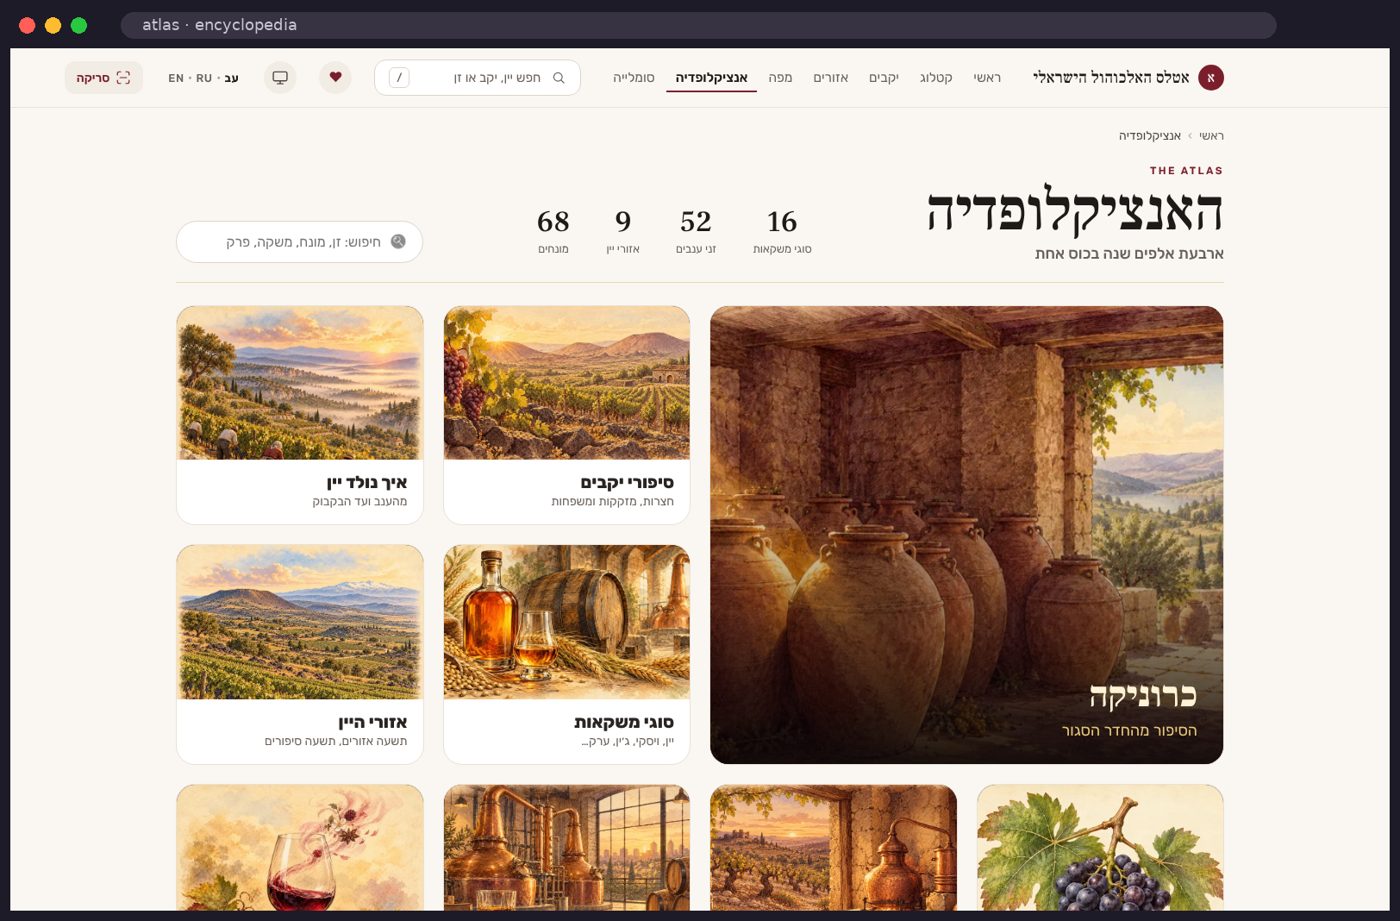 atlas · encyclopedia
א אטלס האלכוהול הישראלי ראשי קטלוג יקבים אזורים מפה אנציקלופדיה סומלייה חפש יין, יקב או זן / עב · EN · RU סריקה
ראשי › אנציקלופדיה
THE ATLAS
האנציקלופדיה
ארבעת אלפים שנה בכוס אחת
16 52 9 68
סוגי משקאות זני ענבים אזורי יין מונחים
חיפוש: זן, מונח, משקה, פרק
כרוניקה
הסיפור מהחדר הסגור
סיפורי יקבים
חצרות, מזקקות ומשפחות
איך נולד יין
מהענב ועד הבקבוק
סוגי משקאות
יין, ויסקי, ג׳ין, ערק...
אזורי היין
תשעה אזורים, תשעה סיפורים